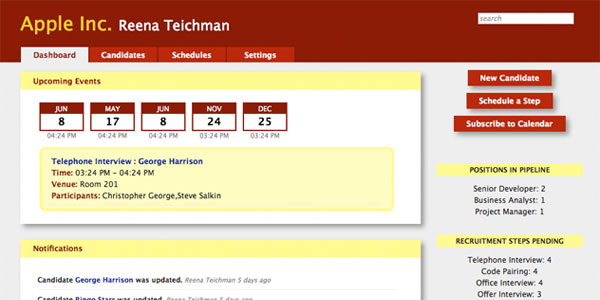 Apple Inc. Reena Teichman
search
Dashboard Candidates Schedules Settings
Upcoming Events
JUN MAY JUN NOV DEC
8 17 8 24 25
04:24 PM 04:24 PM 04:24 PM 03:24 PM 03:24 PM
Telephone Interview : George Harrison
Time: 03:24 PM - 04:24 PM
Venue: Room 201
Participants: Christopher George,Steve Salkin
Notifications
Candidate George Harrison was updated. Reena Teichman 5 days ago
Candidate Ringo Stars was updated. Reena Teichman 5 days ago
New Candidate
Schedule a Step
Subscribe to Calendar
POSITIONS IN PIPELINE
Senior Developer: 2
Business Analyst: 1
Project Manager: 1
RECRUITMENT STEPS PENDING
Telephone Interview: 4
Code Pairing: 4
Office Interview: 4
Offer Interview: 3